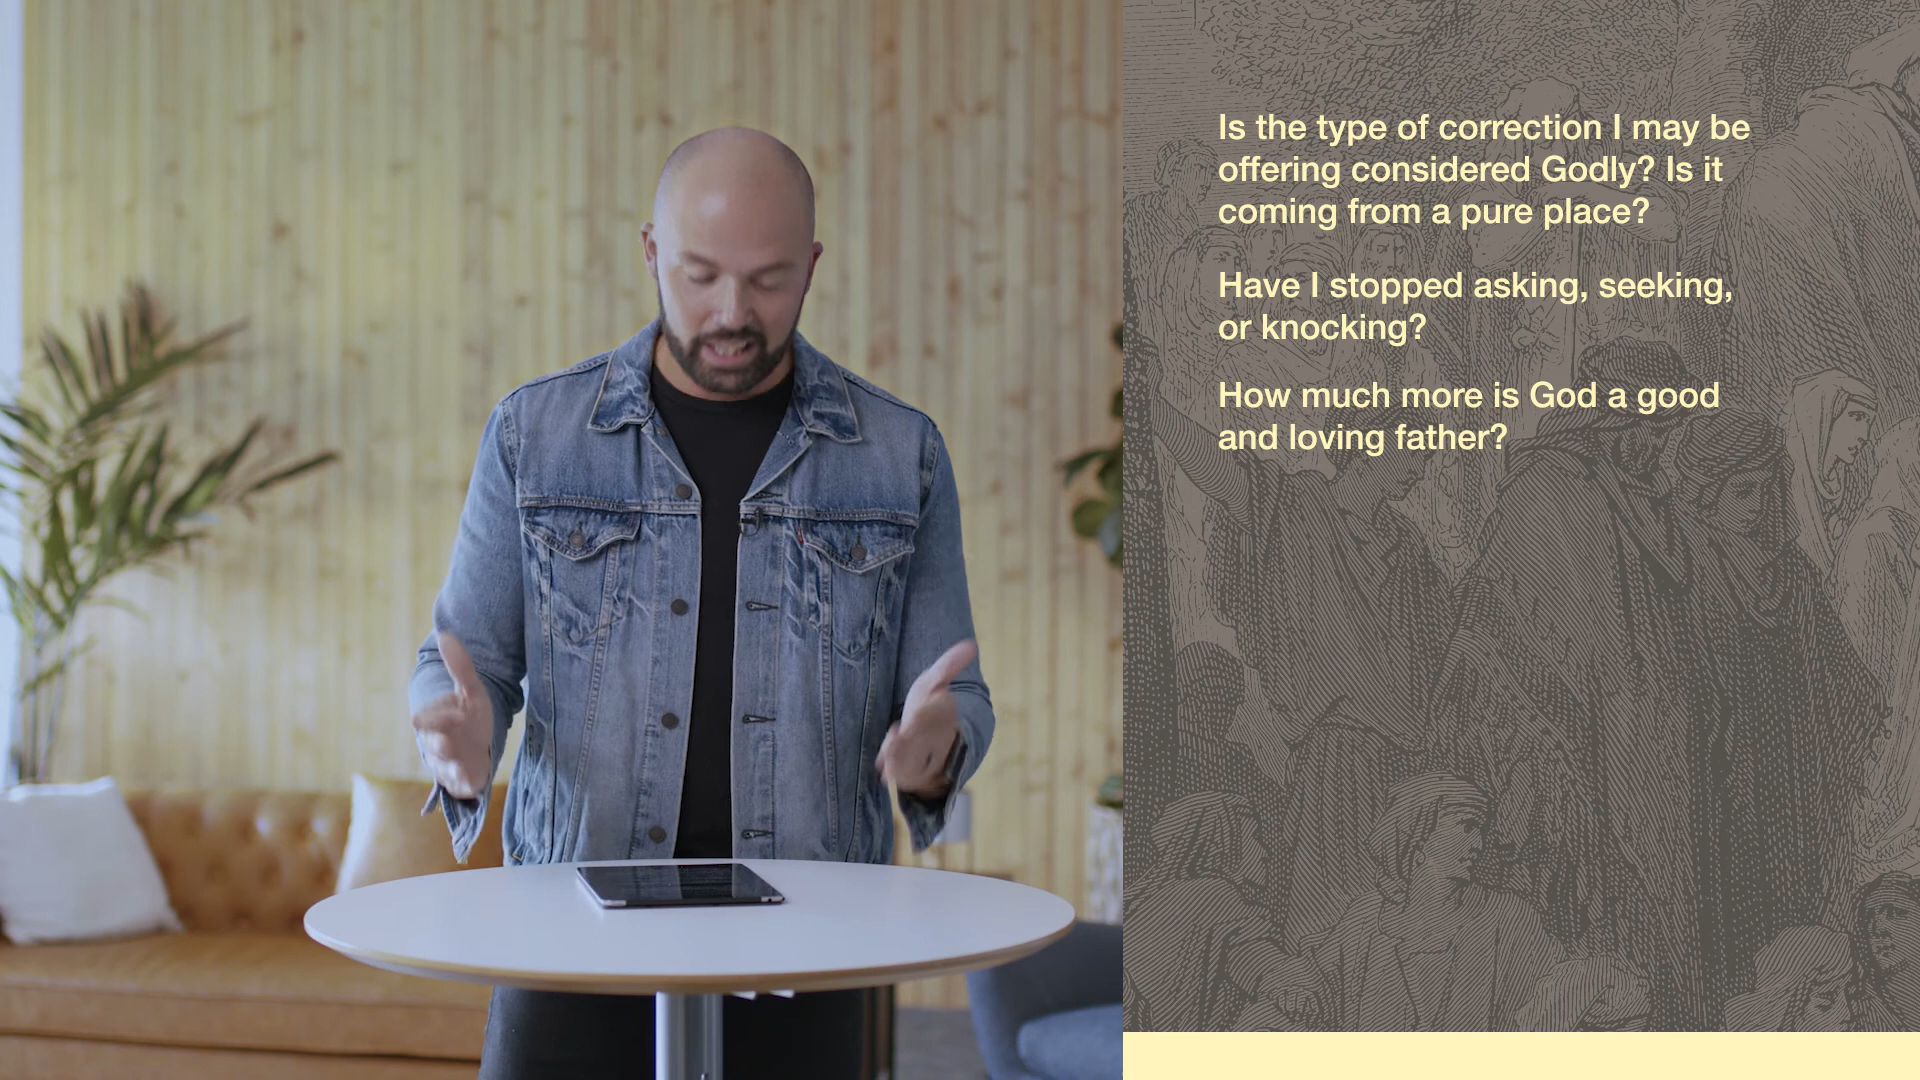 Is the type of correction I may be
offering considered Godly? Is it
coming from a pure place?
Have I stopped asking, seeking,
or knocking?
How much more is God a good
and loving father?